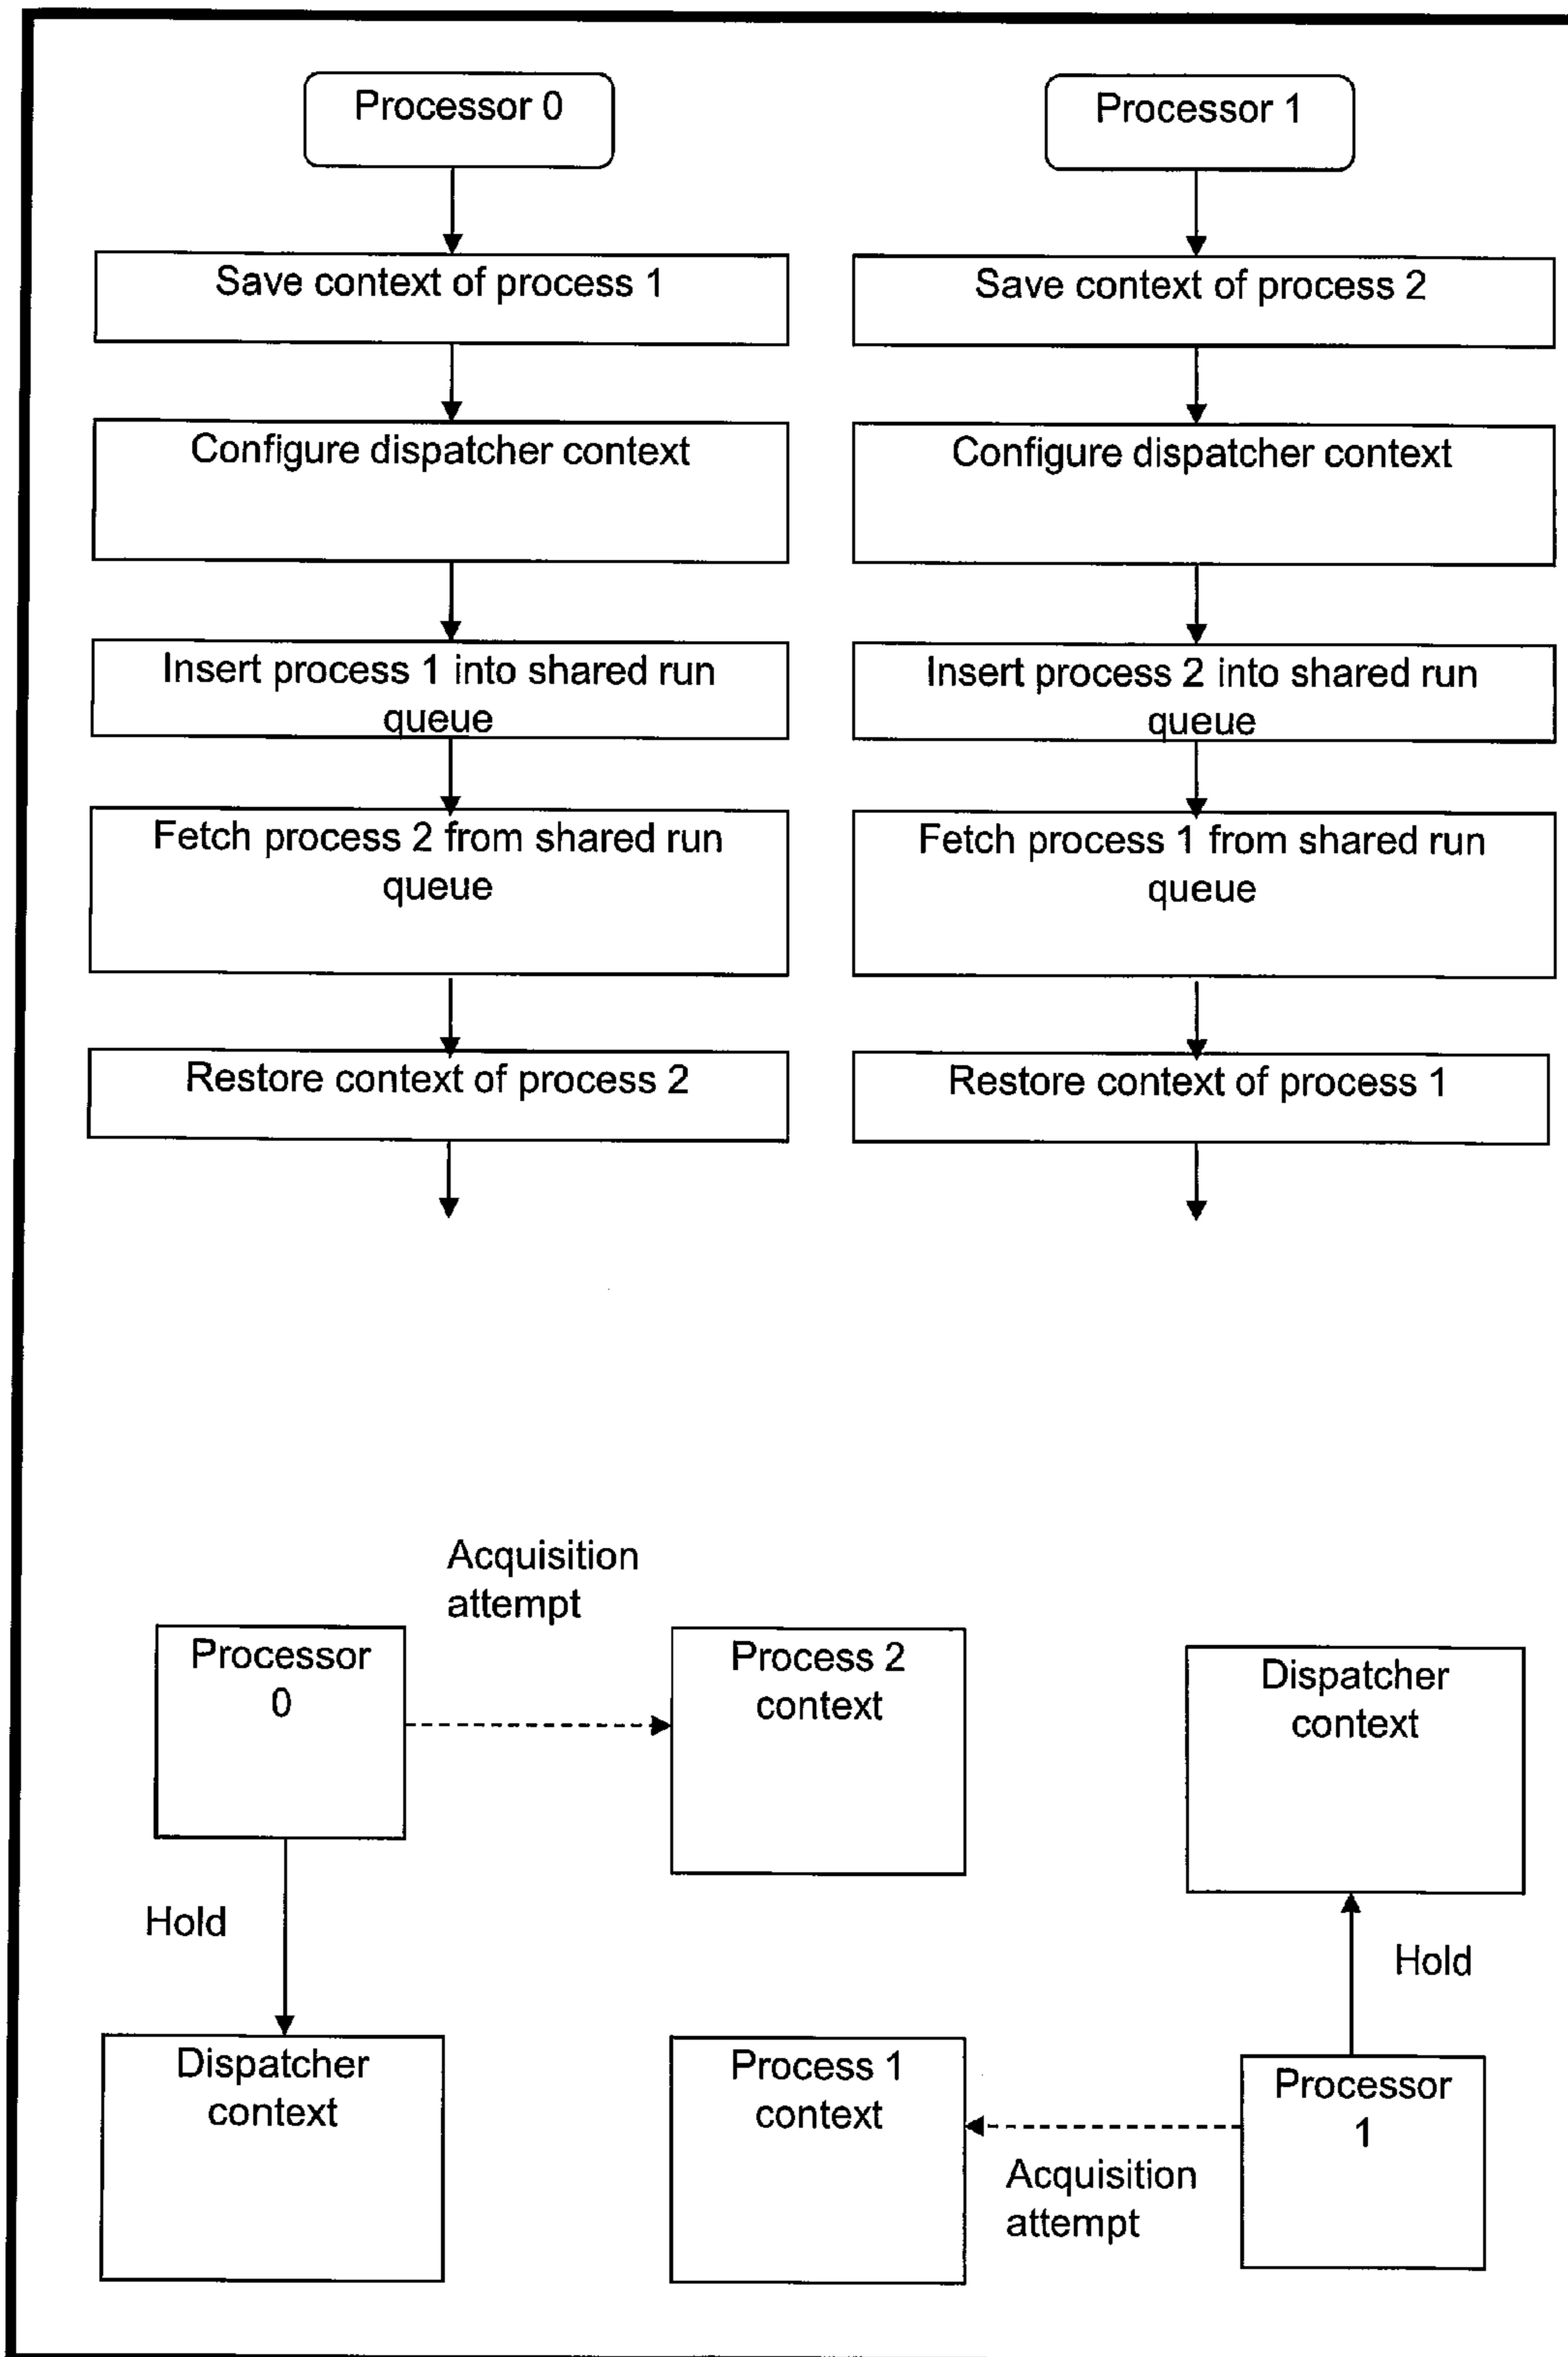 Processor 0
Save context of process 1
Configure dispatcher context
Insert process 1 into shared run
queue
Fetch process 2 from shared run
queue
Restore context of process 2
Processor 1
Save context of process 2
Configure dispatcher context
Insert process 2 into shared run
queue
Fetch process 1 from shared run
queue
Restore context of process 1
Acquisition
attempt
Processor
0
Process 2
context
Dispatcher
context
Hold
Hold
Dispatcher
context
Process 1
context
Processor
1
Acquisition
attempt